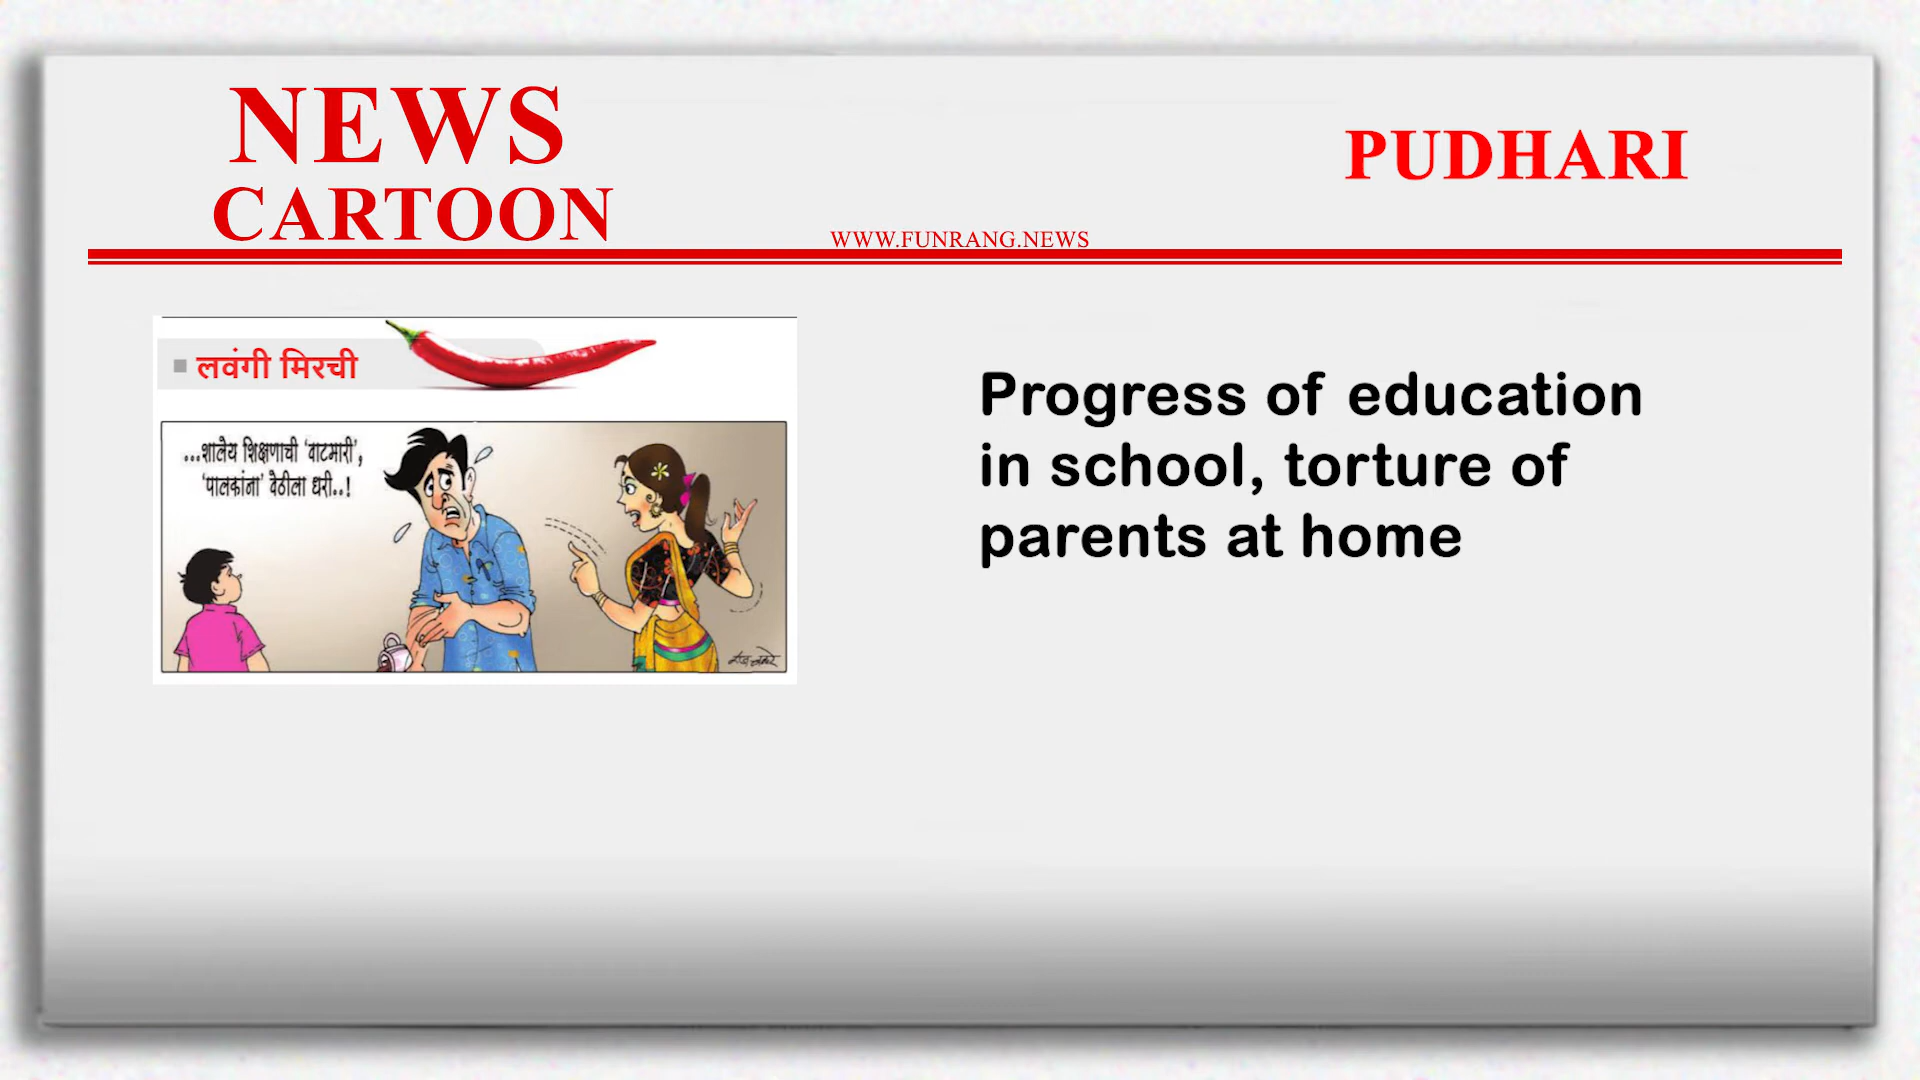 NEWS
CARTOON
PUDHARI
WWW.FUNRANG.NEWS
लवंगी मिरची
...शालेय शिक्षणाची 'वाटमारी',
'पालकांना' वेठीला धरी..!
Progress of education
in school, torture of
parents at home